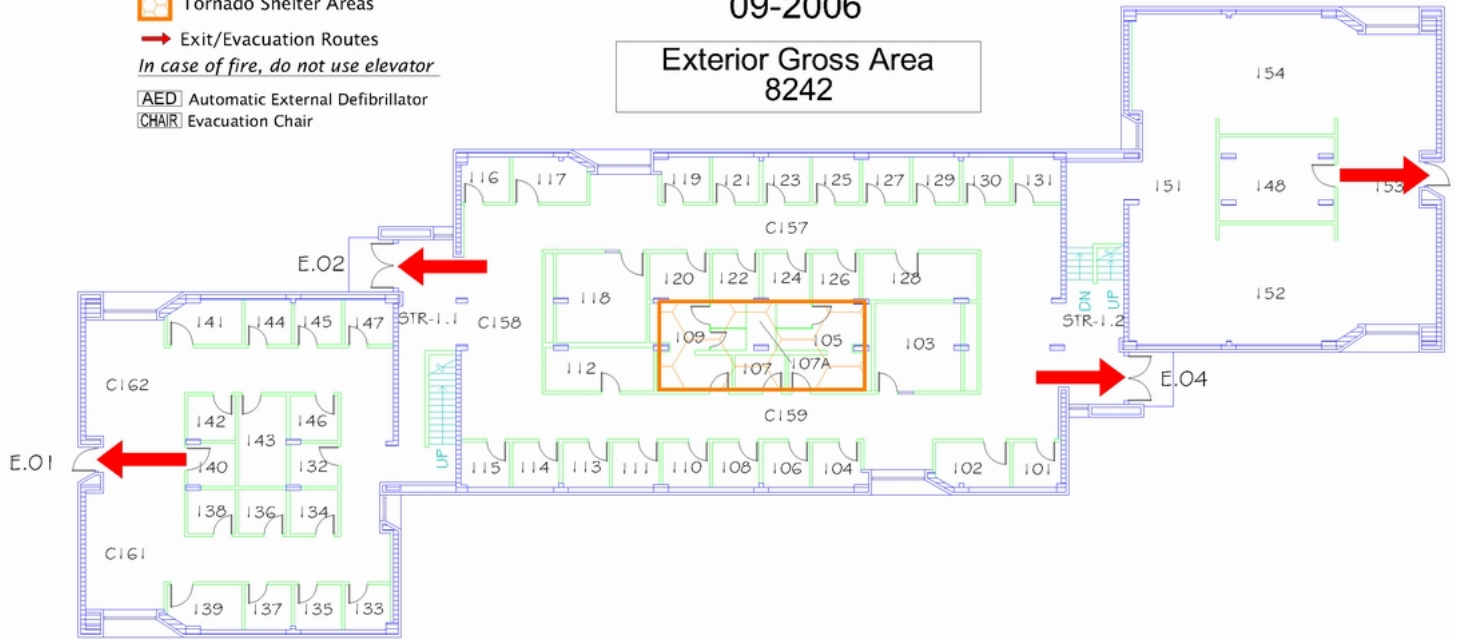 Tornado Shelter Areas
09-2006
Exit/Evacuation Routes
In case of fire, do not use elevator
Exterior Gross Area
8242
AED Automatic External Defibrillator
CHAIR Evacuation Chair
154
116 117 119 121 123 125 127 129 130 131
151 148 153
C157
E.02
120 122 124 126 128
118
DN UP
152
141 144 145 147 STR-1.1 C158
STR-1.2
109 105 103
112 107 107A
C162
E.04
C159
142 143 146
E.01
140 132
UP
115 114 113 111 110 108 106 104 102 101
138 136 134
C161
139 137 135 133